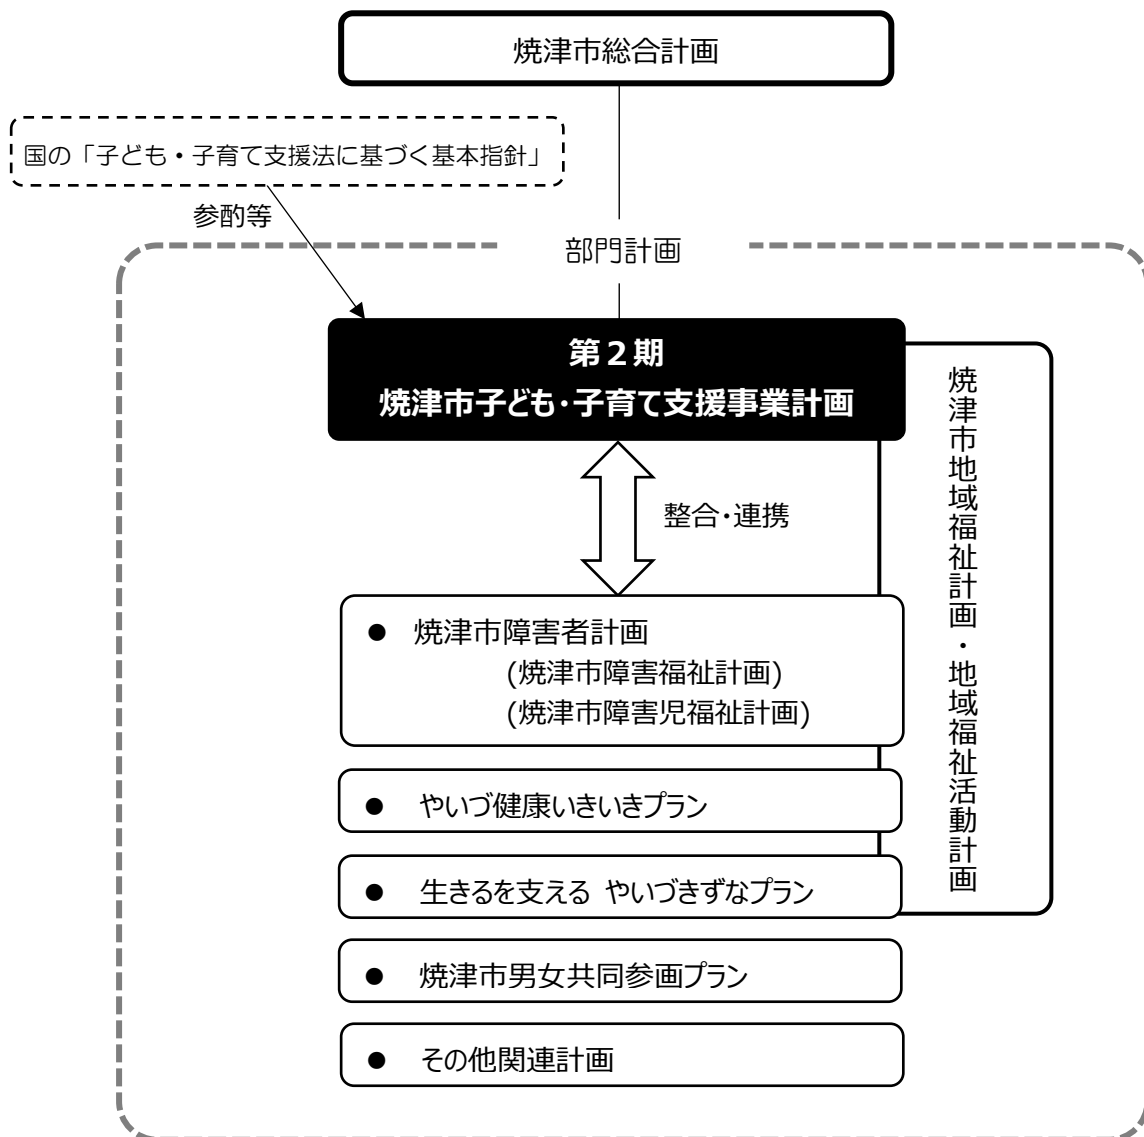 焼津市総合計画
国の「子ども・子育て支援法に基づく基本指針」
参酌等
部門計画
第２期
焼津市子ども・子育て支援事業計画
整合・連携
焼津市地域福祉計画・地域福祉活動計画
● 焼津市障害者計画
(焼津市障害福祉計画)
(焼津市障害児福祉計画)
● やいづ健康いきいきプラン
● 生きるを支える やいづきずなプラン
● 焼津市男女共同参画プラン
● その他関連計画